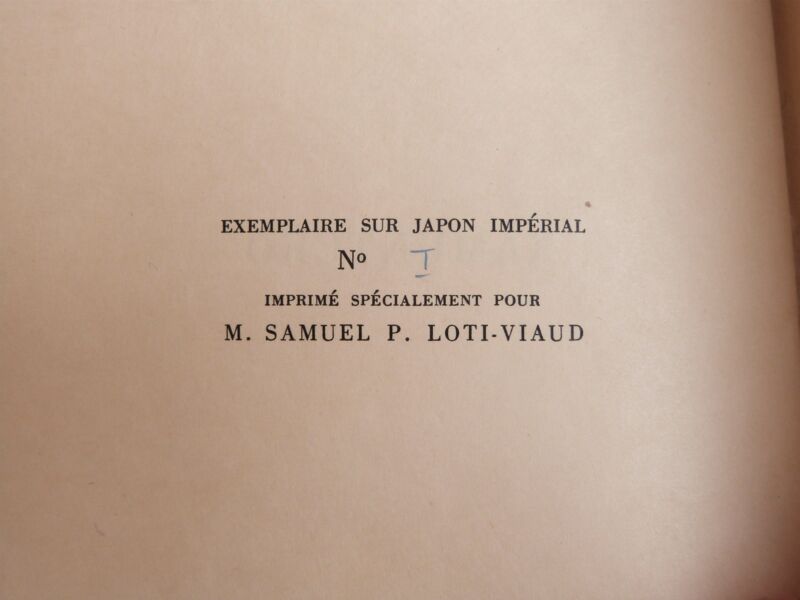 EXEMPLAIRE SUR JAPON IMPÉRIAL
Nº I
IMPRIMÉ SPÉCIALEMENT POUR
M. SAMUEL P. LOTI-VIAUD